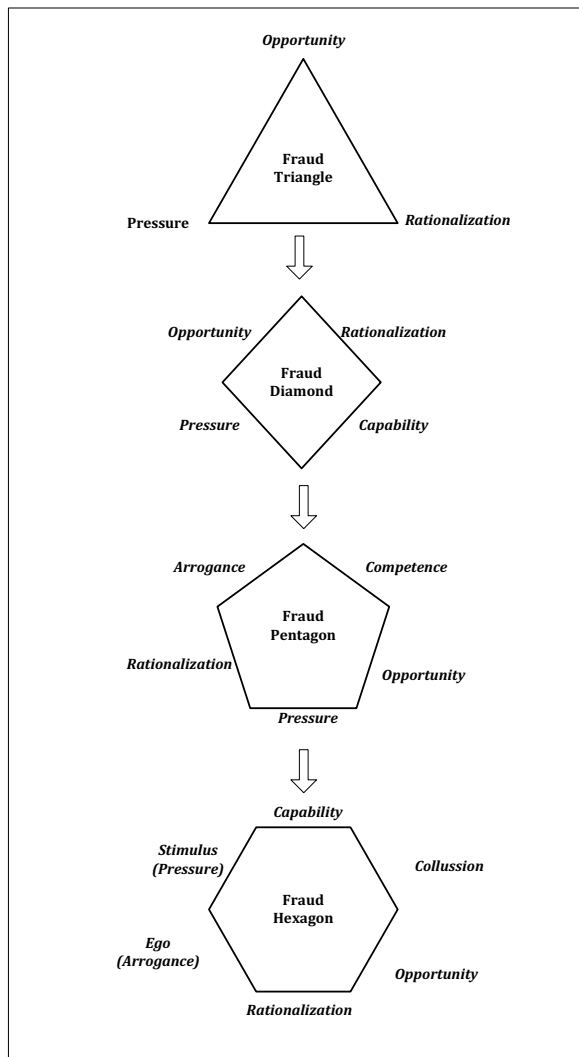 Opportunity
Fraud
Triangle
Pressure
Rationalization
Opportunity
Rationalization
Fraud
Diamond
Pressure
Capability
Arrogance
Competence
Fraud
Pentagon
Rationalization
Opportunity
Pressure
Capability
Stimulus
(Pressure)
Collussion
Fraud
Hexagon
Ego
(Arrogance)
Opportunity
Rationalization